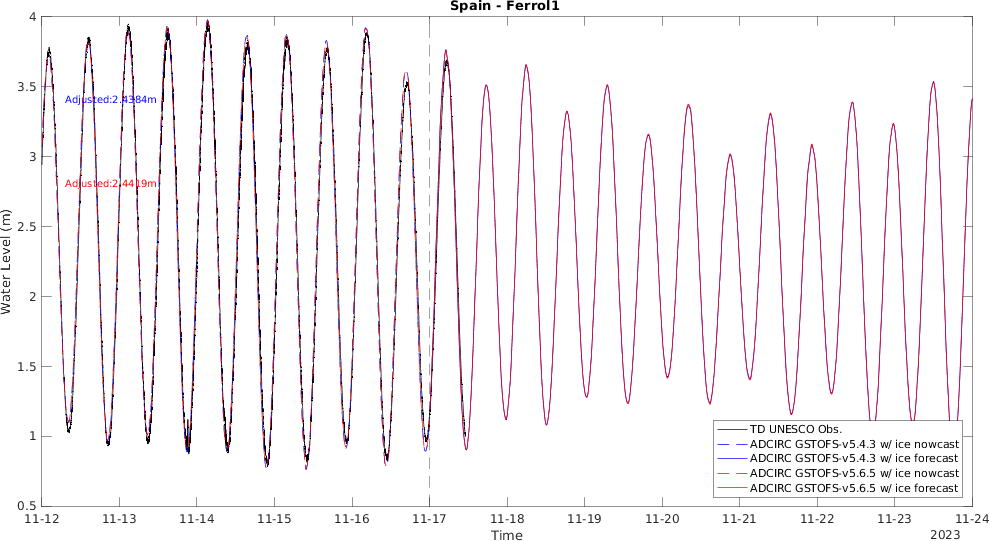 Spain - Ferrol1
4
3.5
3
2.5
2
1.5
1
0.5
Water Level (m)
Adjusted:2.4384m
Adjusted:2.4419m
TD UNESCO Obs.
ADCIRC GSTOFS-v5.4.3 w/ ice nowcast
ADCIRC GSTOFS-v5.4.3 w/ ice forecast
ADCIRC GSTOFS-v5.6.5 w/ ice nowcast
ADCIRC GSTOFS-v5.6.5 w/ ice forecast
11-12 11-13 11-14 11-15 11-16 11-17 11-18 11-19 11-20 11-21 11-22 11-23 11-24
Time
2023